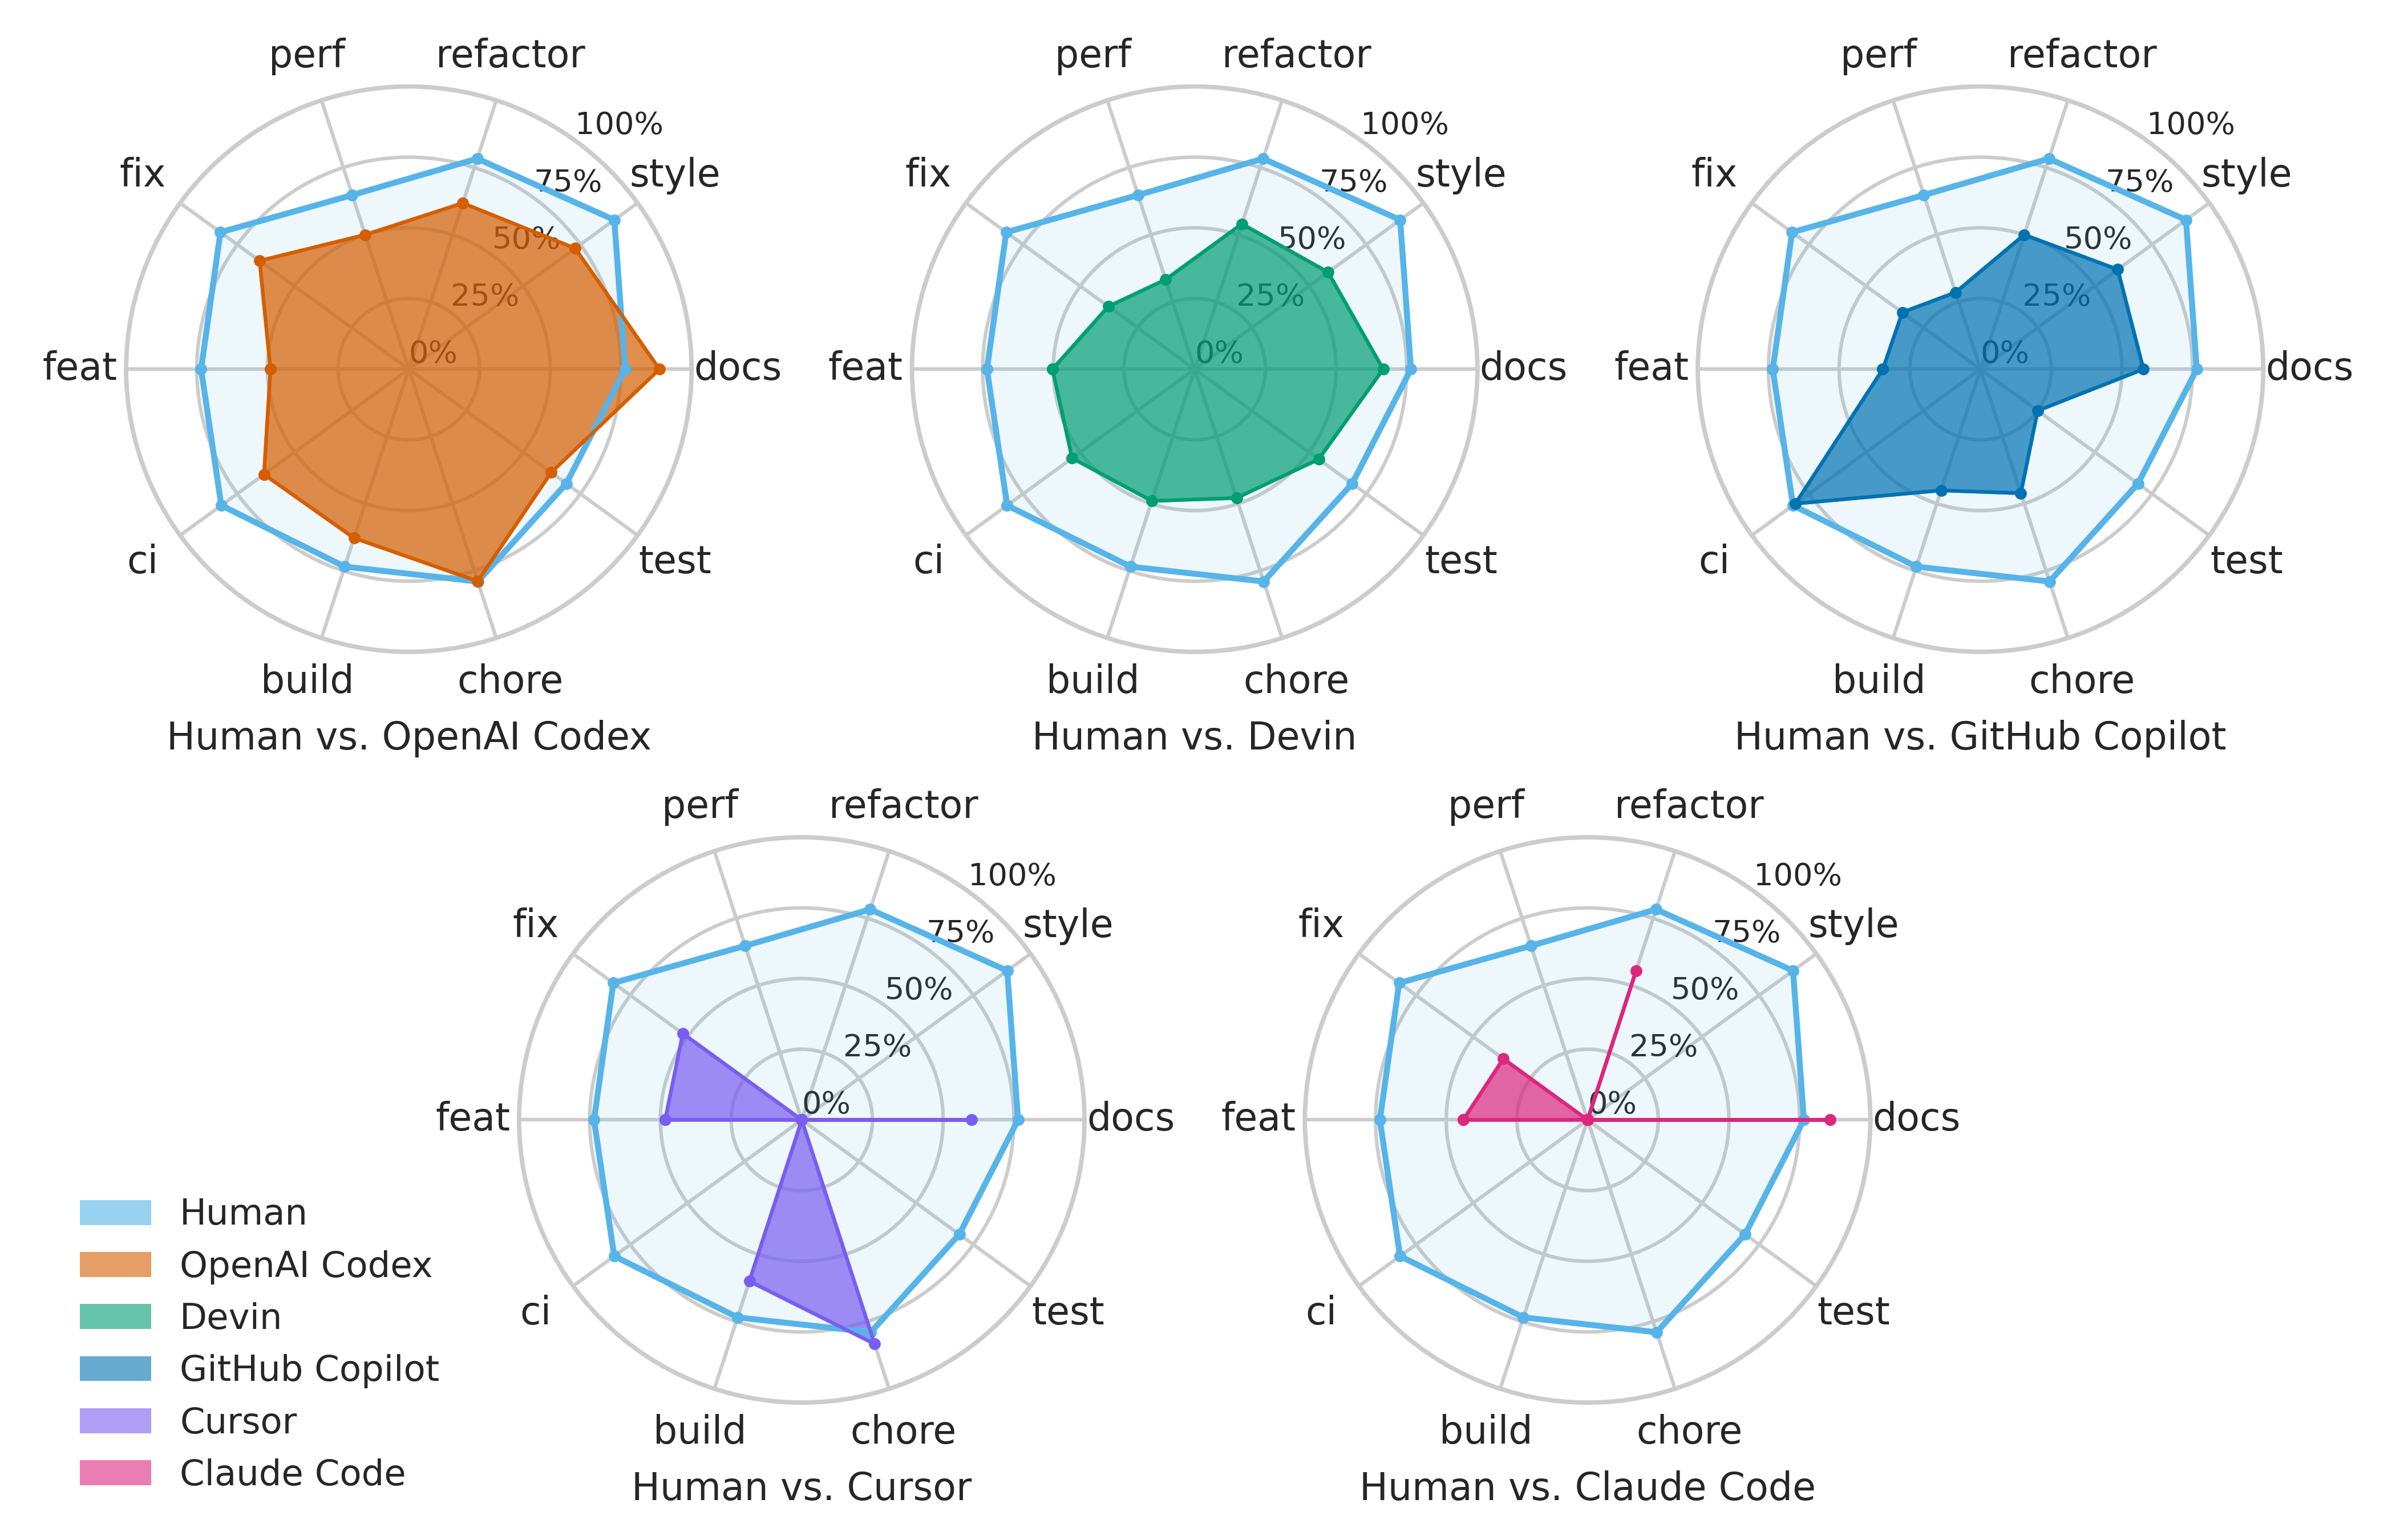 perf refactor
100%
fix 75% style
50%
25%
0%
feat docs
ci test
build chore
Human vs. OpenAI Codex
perf refactor
100%
fix 75% style
50%
25%
0%
feat docs
ci test
build chore
Human vs. Devin
perf refactor
100%
fix 75% style
50%
25%
0%
feat docs
ci test
build chore
Human vs. GitHub Copilot
perf refactor
100%
fix 75% style
50%
25%
0%
feat docs
ci test
build chore
Human vs. Cursor
perf refactor
100%
fix 75% style
50%
25%
0%
feat docs
ci test
build chore
Human vs. Claude Code
Human
OpenAI Codex
Devin
GitHub Copilot
Cursor
Claude Code